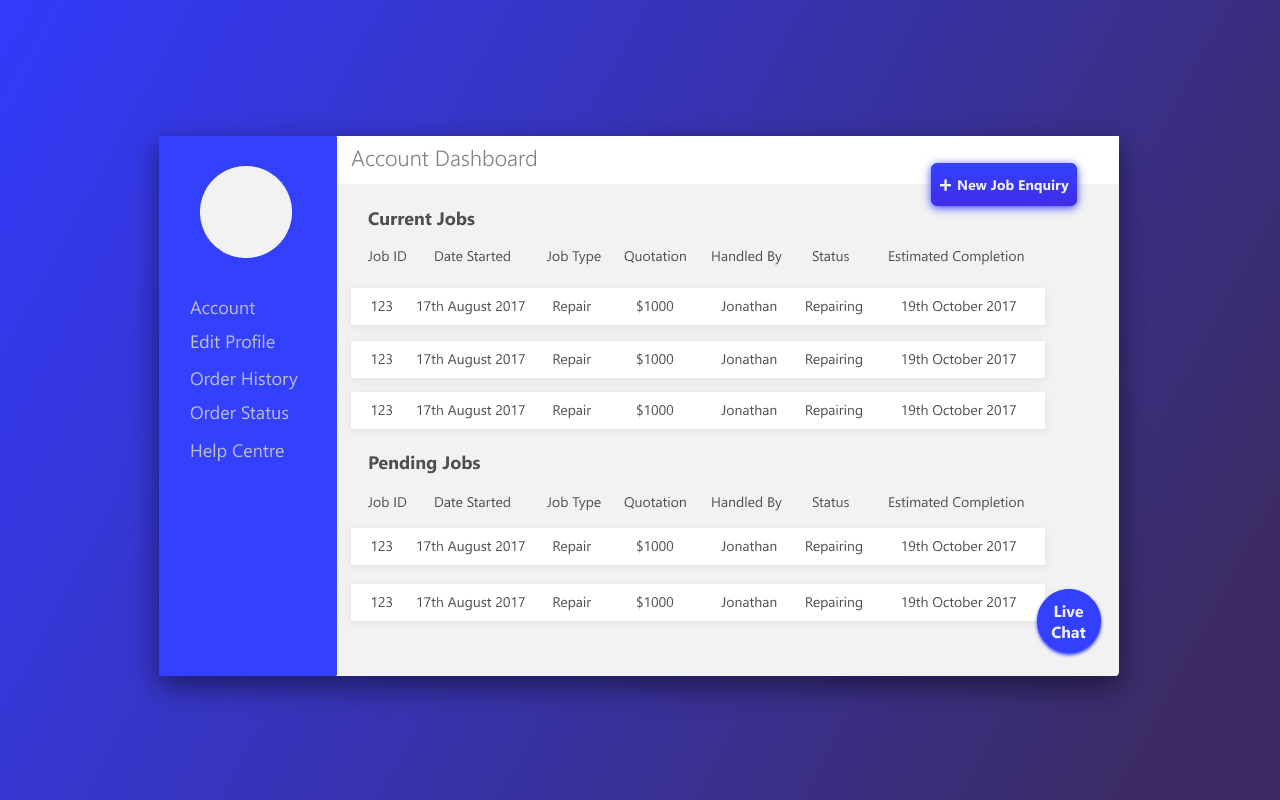 Account Dashboard
+ New Job Enquiry
Account
Edit Profile
Order History
Order Status
Help Centre
Current Jobs
Job ID Date Started Job Type Quotation Handled By Status Estimated Completion
123 17th August 2017 Repair $1000 Jonathan Repairing 19th October 2017
123 17th August 2017 Repair $1000 Jonathan Repairing 19th October 2017
123 17th August 2017 Repair $1000 Jonathan Repairing 19th October 2017
Pending Jobs
Job ID Date Started Job Type Quotation Handled By Status Estimated Completion
123 17th August 2017 Repair $1000 Jonathan Repairing 19th October 2017
123 17th August 2017 Repair $1000 Jonathan Repairing 19th October 2017
Live
Chat